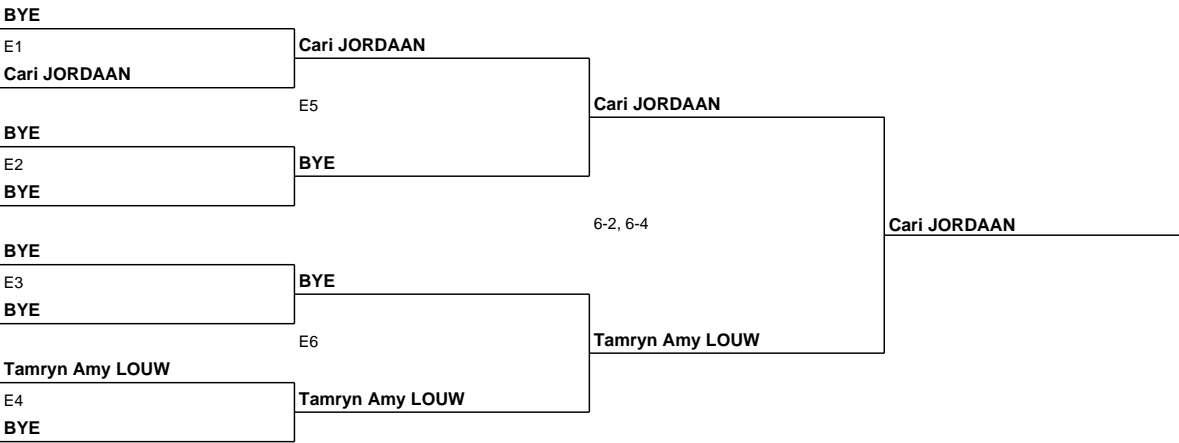 BYE
E1
Cari JORDAAN
Cari JORDAAN
E5
Cari JORDAAN
BYE
E2
BYE
BYE
6-2, 6-4
Cari JORDAAN
BYE
E3
BYE
BYE
E6
Tamryn Amy LOUW
Tamryn Amy LOUW
E4
Tamryn Amy LOUW
BYE